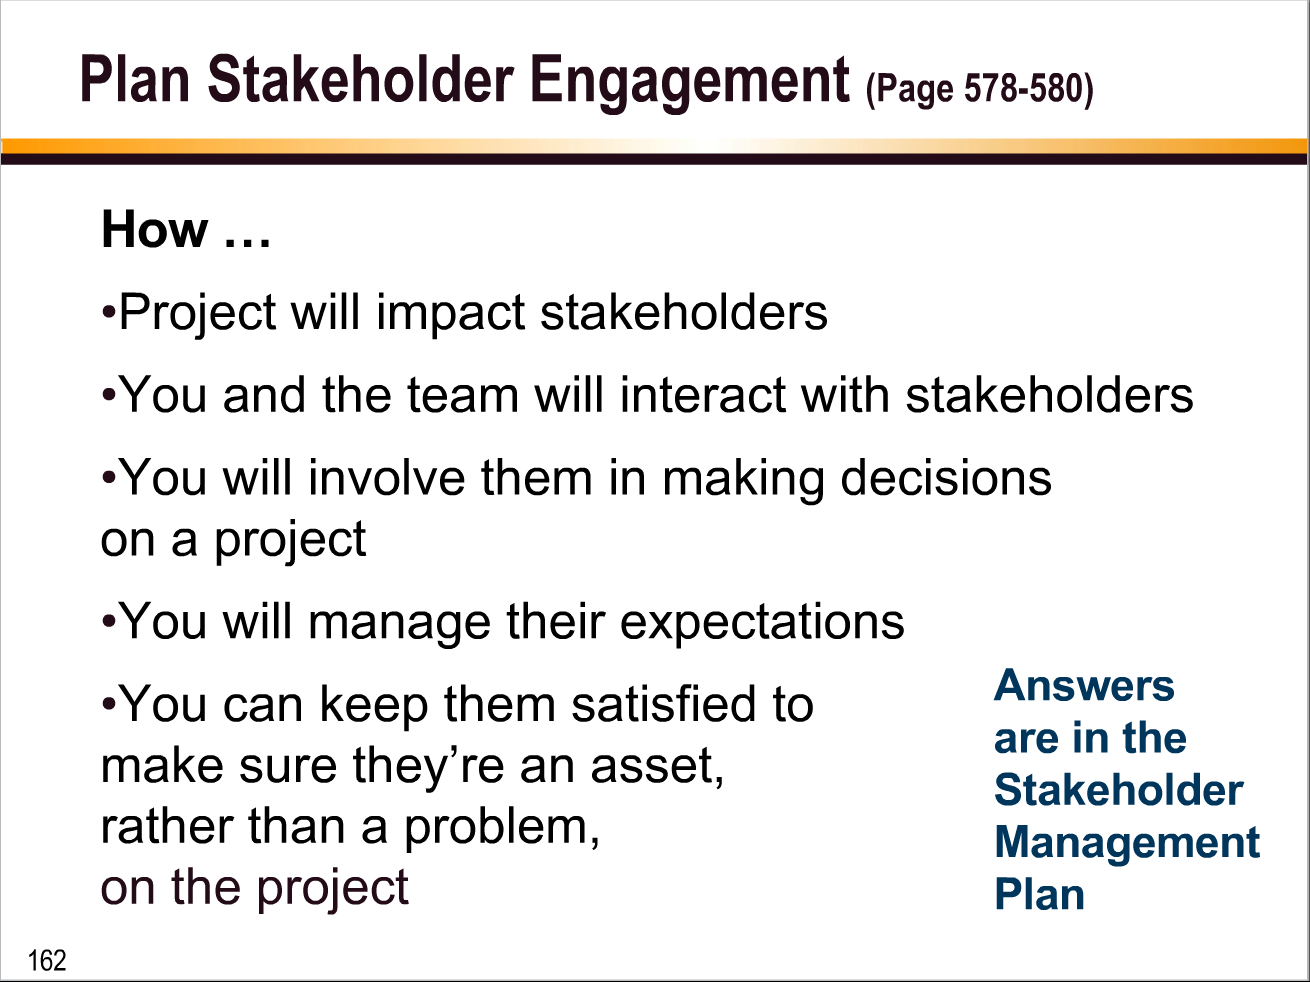 Plan Stakeholder Engagement (Page 578-580)
How …
•Project will impact stakeholders
•You and the team will interact with stakeholders
•You will involve them in making decisions
on a project
•You will manage their expectations
•You can keep them satisfied to
make sure they’re an asset,
rather than a problem,
on the project
Answers
are in the
Stakeholder
Management
Plan
162